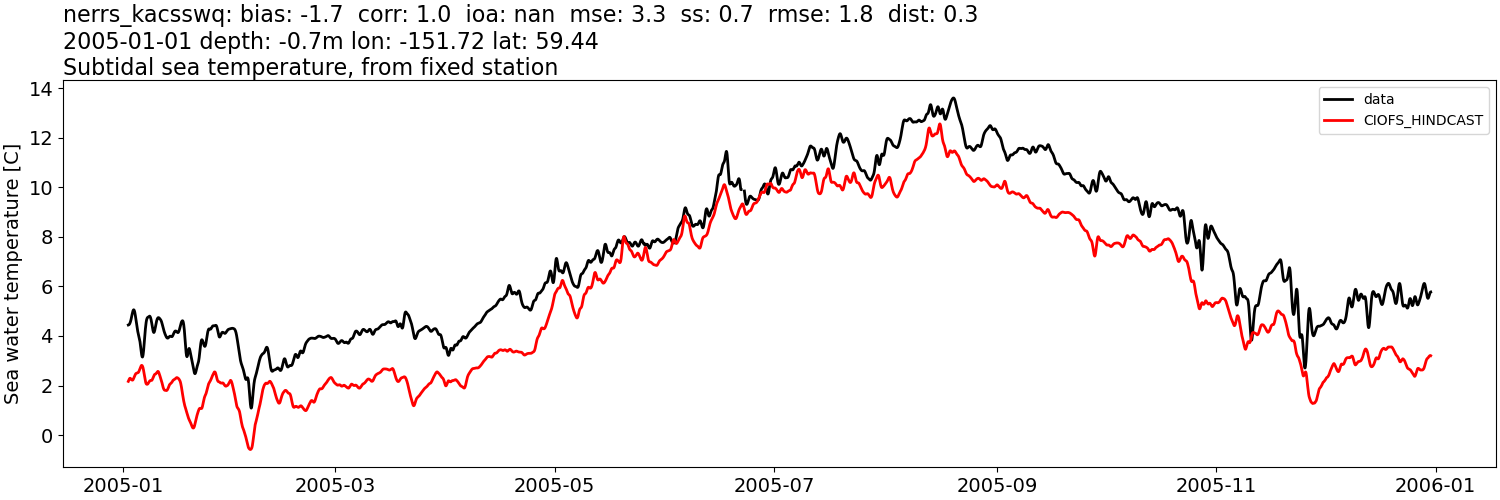 nerrs_kacsswq: bias: -1.7  corr: 1.0  ioa: nan  mse: 3.3  ss: 0.7  rmse: 1.8  dist: 0.3
2005-01-01 depth: -0.7m lon: -151.72 lat: 59.44
Subtidal sea temperature, from fixed station
Sea water temperature [C]
14
12
10
8
6
4
2
0
data
CIOFS_HINDCAST
2005-01
2005-03
2005-05
2005-07
2005-09
2005-11
2006-01